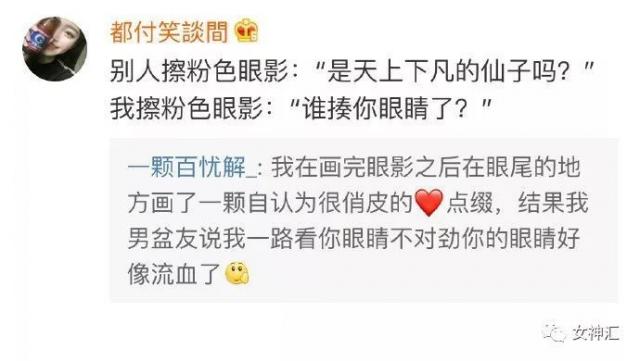 都付笑談間
别人擦粉色眼影：“是天上下凡的仙子吗？”
我擦粉色眼影：“谁揍你眼睛了？”
一颗百忧解_: 我在画完眼影之后在眼尾的地
方画了一颗自认为很俏皮的❤点缀，结果我
男盆友说我一路看你眼睛不对劲你的眼睛好
像流血了
女神汇